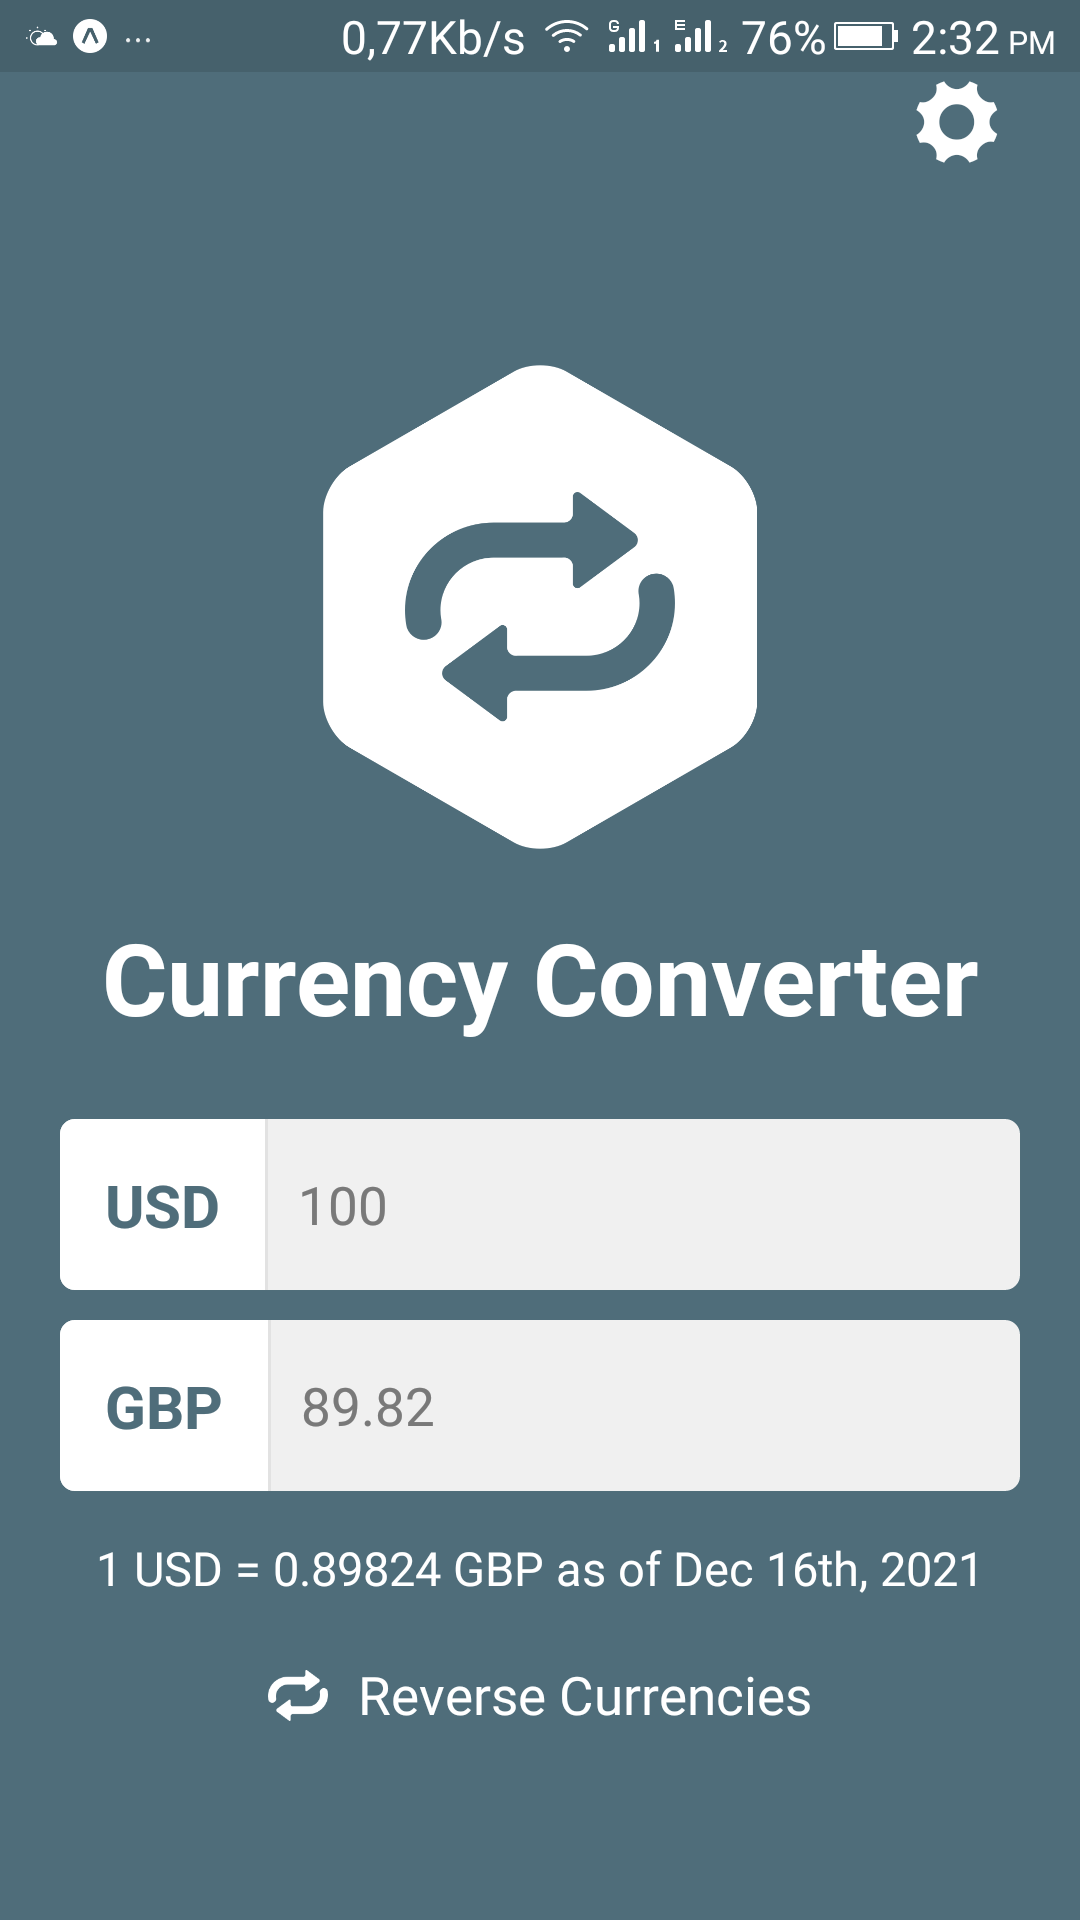 0,77Kb/s G 1 E 2 76% 2:32 PM
Currency Converter
USD 100
GBP 89.82
1 USD = 0.89824 GBP as of Dec 16th, 2021
Reverse Currencies